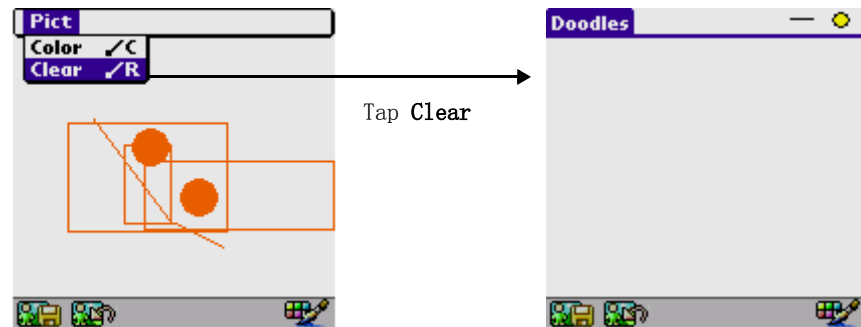 Pict
Color ✓C
Clear ✓R
Tap Clear
Doodles